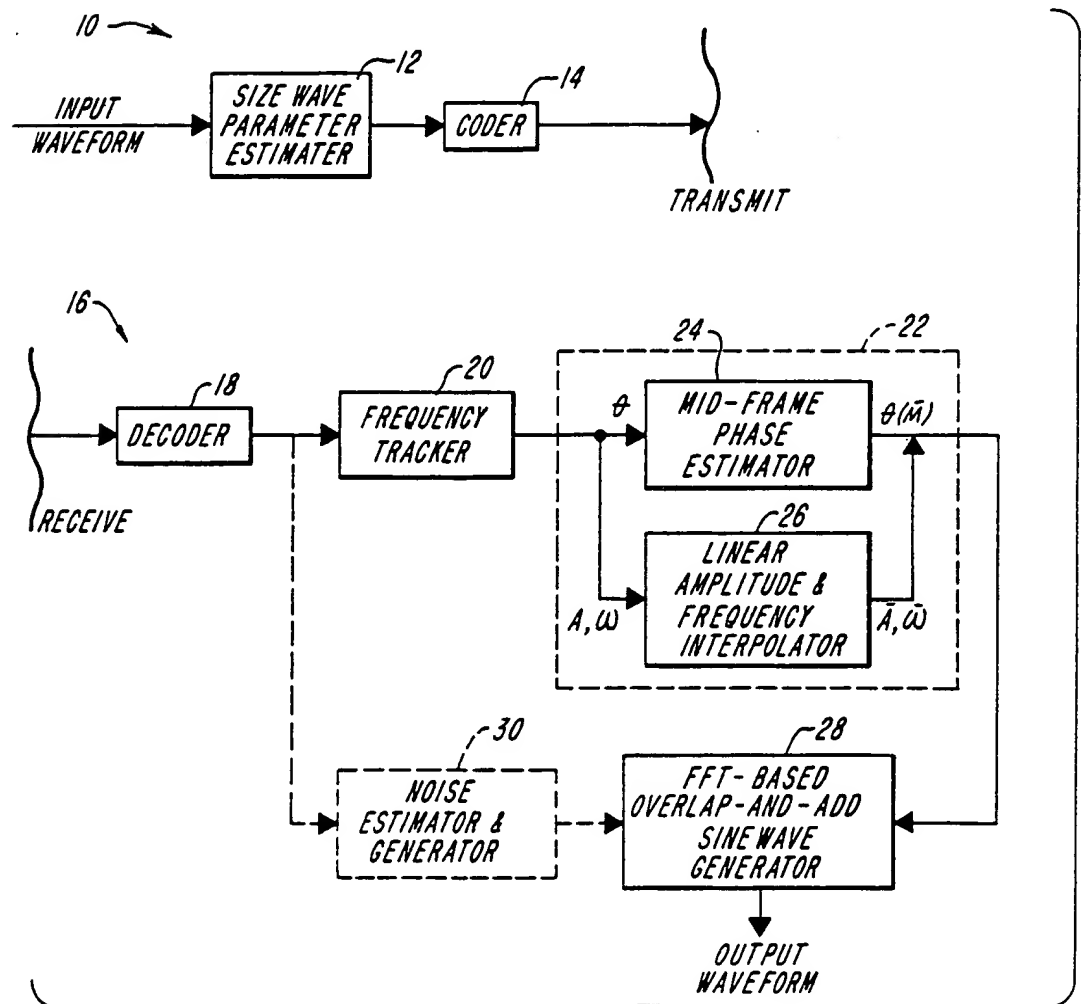 10
12
INPUT
WAVEFORM
SIZE WAVE
PARAMETER
ESTIMATER
14
CODER
TRANSMIT
16
RECEIVE
18
DECODER
20
FREQUENCY
TRACKER
22
θ
A, ω
24
MID-FRAME
PHASE
ESTIMATOR
θ(M̄)
26
LINEAR
AMPLITUDE &
FREQUENCY
INTERPOLATOR
Ā, ω̄
30
NOISE
ESTIMATOR &
GENERATOR
28
FFT-BASED
OVERLAP-AND-ADD
SINE WAVE
GENERATOR
OUTPUT
WAVEFORM